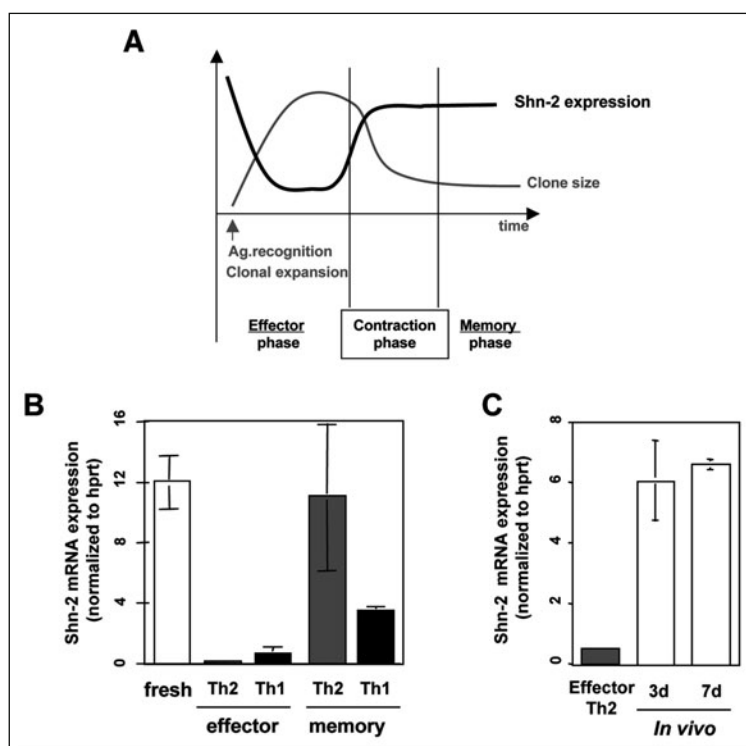 A
Shn-2 expression
Clone size
time
Ag.recognition
Clonal expansion
Effector phase
Contraction phase
Memory phase
B
Shn-2 mRNA expression
(normalized to hprt)
16
12
8
4
0
fresh
Th2
Th1
Th2
Th1
effector
memory
C
Shn-2 mRNA expression
(normalized to hprt)
8
6
4
2
0
Effector
Th2
3d
7d
In vivo